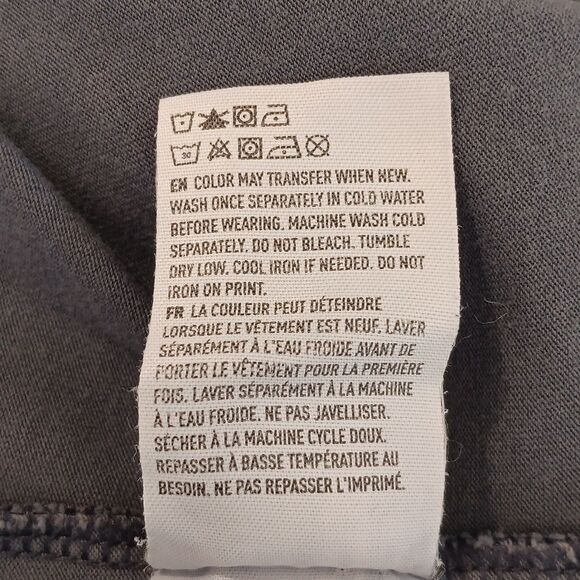 30
EN COLOR MAY TRANSFER WHEN NEW.
WASH ONCE SEPARATELY IN COLD WATER
BEFORE WEARING. MACHINE WASH COLD
SEPARATELY. DO NOT BLEACH. TUMBLE
DRY LOW. COOL IRON IF NEEDED. DO NOT
IRON ON PRINT.
FR LA COULEUR PEUT DÉTEINDRE
LORSQUE LE VÊTEMENT EST NEUF. LAVER
SÉPARÉMENT À L'EAU FROIDE AVANT DE
PORTER LE VÊTEMENT POUR LA PREMIÈRE
FOIS. LAVER SÉPARÉMENT À LA MACHINE
À L'EAU FROIDE. NE PAS JAVELLISER.
SÉCHER À LA MACHINE CYCLE DOUX.
REPASSER À BASSE TEMPÉRATURE AU
BESOIN. NE PAS REPASSER L'IMPRIMÉ.